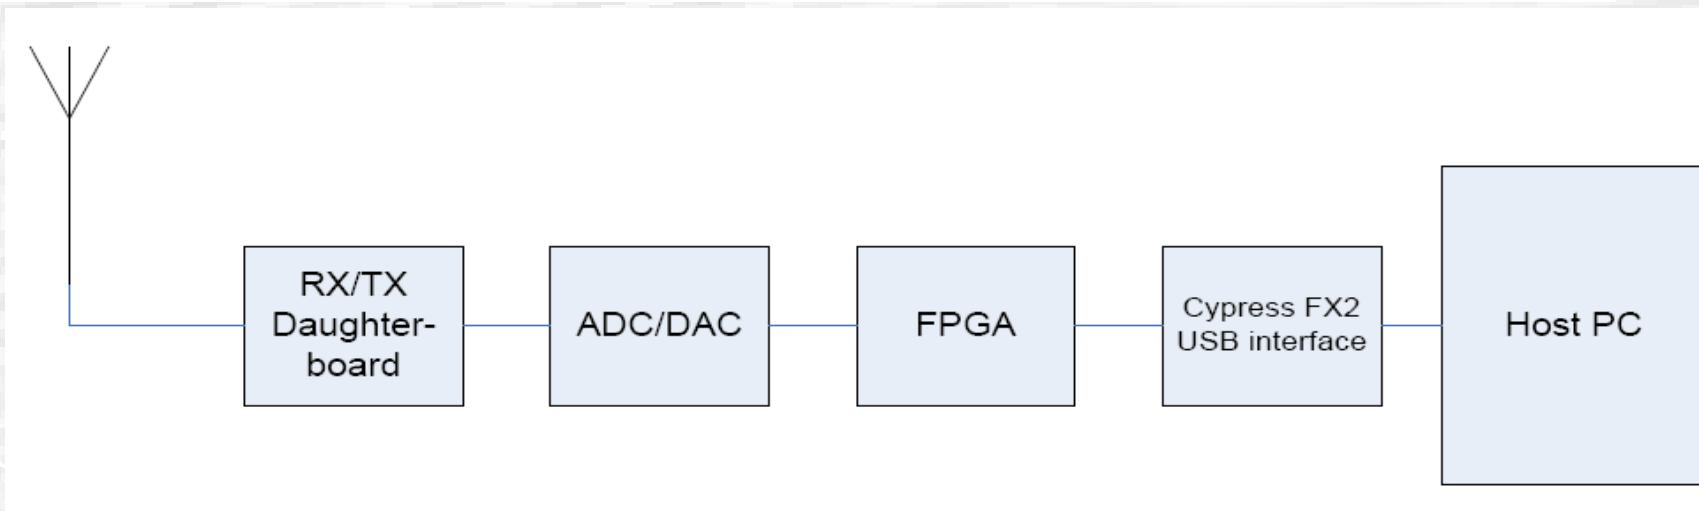 RX/TX
Daughter-
board
ADC/DAC
FPGA
Cypress FX2
USB interface
Host PC